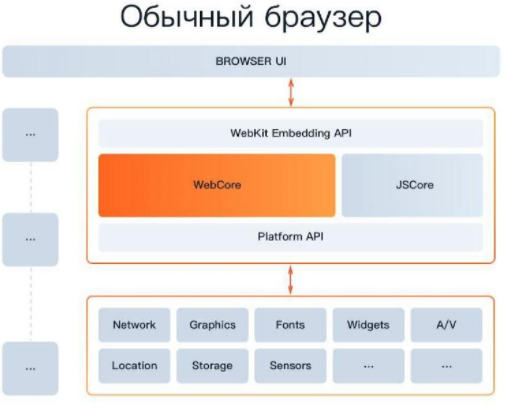 Обычный браузер
BROWSER UI
...
WebKit Embedding API
WebCore
JSCore
...
Platform API
Network
Graphics
Fonts
Widgets
A/V
...
Location
Storage
Sensors
...
...